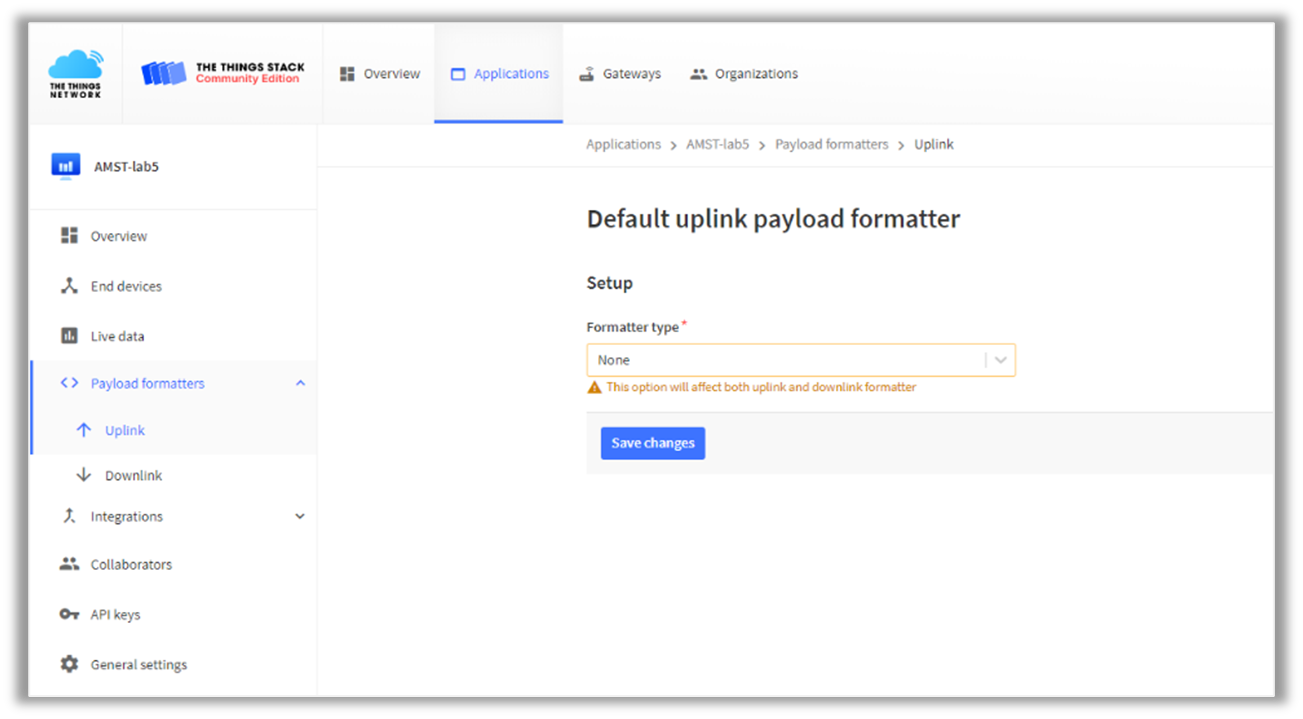 THE THINGS
NETWORK
THE THINGS STACK
Community Edition
Overview
Applications
Gateways
Organizations
AMST-lab5
Overview
End devices
Live data
Payload formatters
Uplink
Downlink
Integrations
Collaborators
API keys
General settings
Applications > AMST-lab5 > Payload formatters > Uplink
Default uplink payload formatter
Setup
Formatter type*
None
This option will affect both uplink and downlink formatter
Save changes